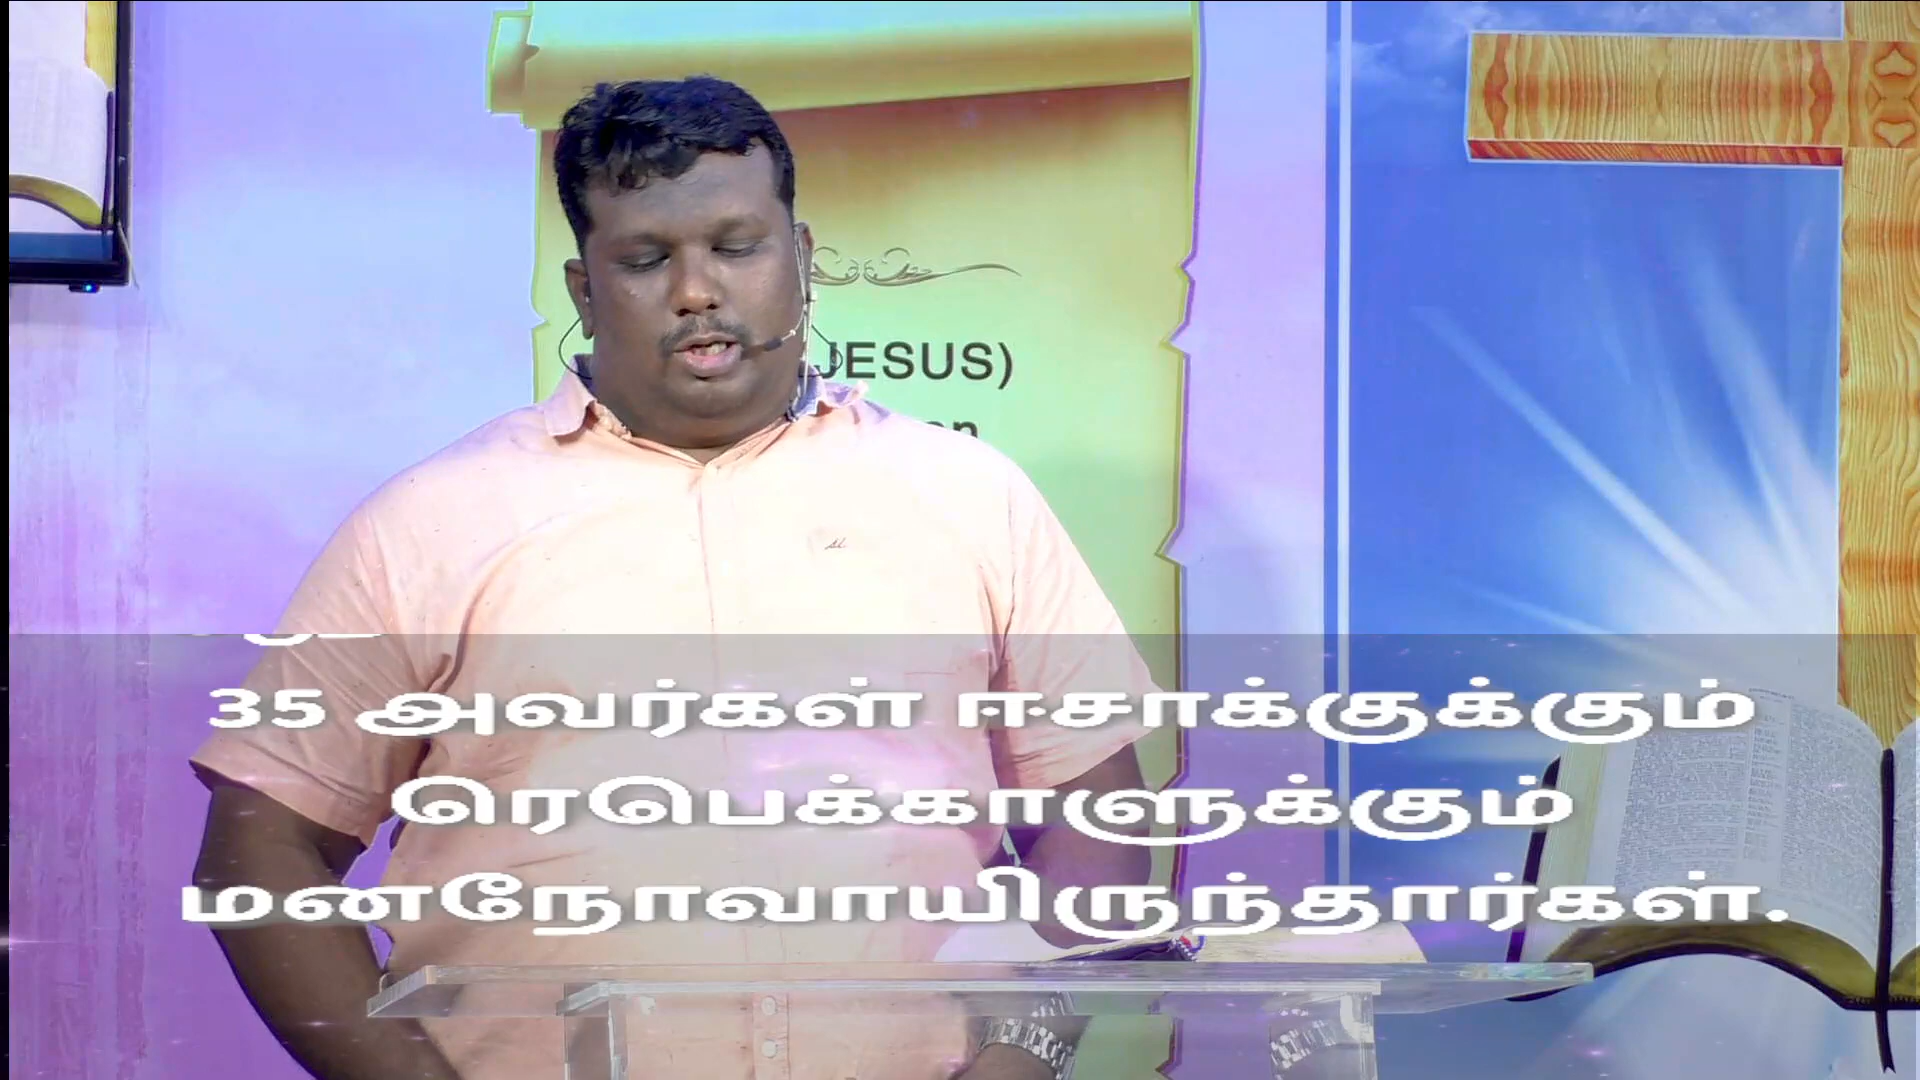 JESUS)
35 அவர்கள் ஈசாக்குக்கும்
ரெபெக்காளுக்கும்
மனநோவாயிருந்தார்கள்.